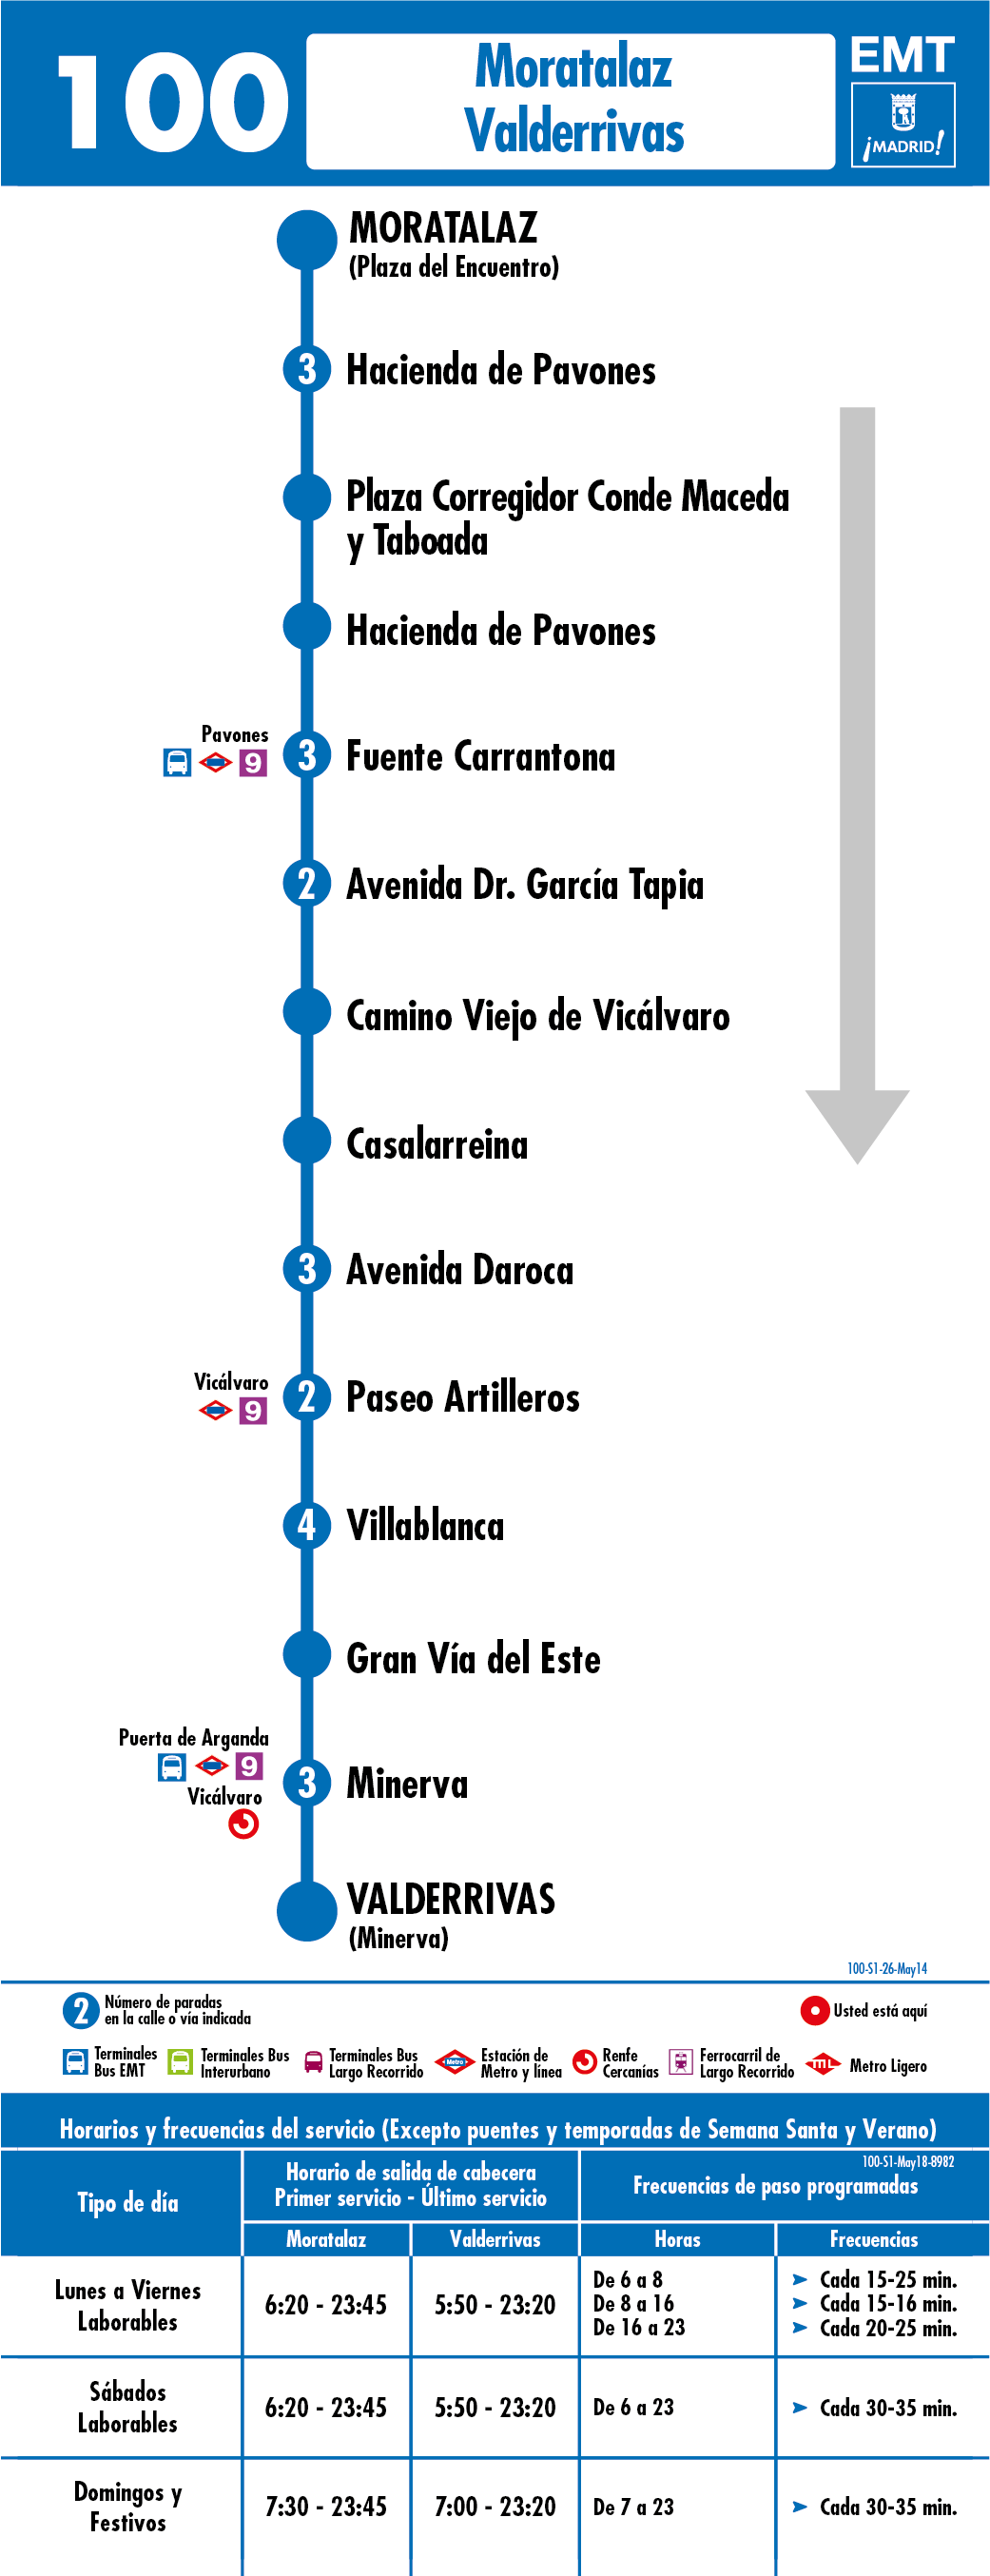 100
Moratalaz
Valderrivas
EMT
¡MADRID!
MORATALAZ
(Plaza del Encuentro)
3 Hacienda de Pavones
Plaza Corregidor Conde Maceda
y Taboada
Hacienda de Pavones
Pavones
9
3 Fuente Carrantona
2 Avenida Dr. García Tapia
Camino Viejo de Vicálvaro
Casalarreina
3 Avenida Daroca
Vicálvaro
9
2 Paseo Artilleros
4 Villablanca
Gran Vía del Este
Puerta de Arganda
9
Vicálvaro
3 Minerva
VALDERRIVAS
(Minerva)
100-S1-26-May14
2 Número de paradas
en la calle o vía indicada
Usted está aquí
Terminales
Bus EMT
Terminales Bus
Interurbano
Terminales Bus
Largo Recorrido
Metro
Estación de
Metro y línea
Renfe
Cercanías
Ferrocarril de
Largo Recorrido
ML
Metro Ligero
Horarios y frecuencias del servicio (Excepto puentes y temporadas de Semana Santa y Verano)
100-S1-May18-8982
Tipo de día
Horario de salida de cabecera
Primer servicio - Último servicio
Frecuencias de paso programadas
Moratalaz Valderrivas Horas Frecuencias
Lunes a Viernes
Laborables
6:20 - 23:45 5:50 - 23:20
De 6 a 8 ➤ Cada 15-25 min.
De 8 a 16 ➤ Cada 15-16 min.
De 16 a 23 ➤ Cada 20-25 min.
Sábados
Laborables
6:20 - 23:45 5:50 - 23:20 De 6 a 23 ➤ Cada 30-35 min.
Domingos y
Festivos
7:30 - 23:45 7:00 - 23:20 De 7 a 23 ➤ Cada 30-35 min.